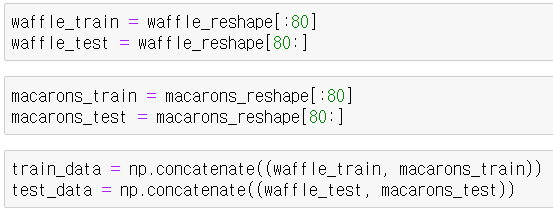 waffle_train = waffle_reshape[:80]
waffle_test = waffle_reshape[80:]
macarons_train = macarons_reshape[:80]
macarons_test = macarons_reshape[80:]
train_data = np.concatenate((waffle_train, macarons_train))
test_data = np.concatenate((waffle_test, macarons_test))